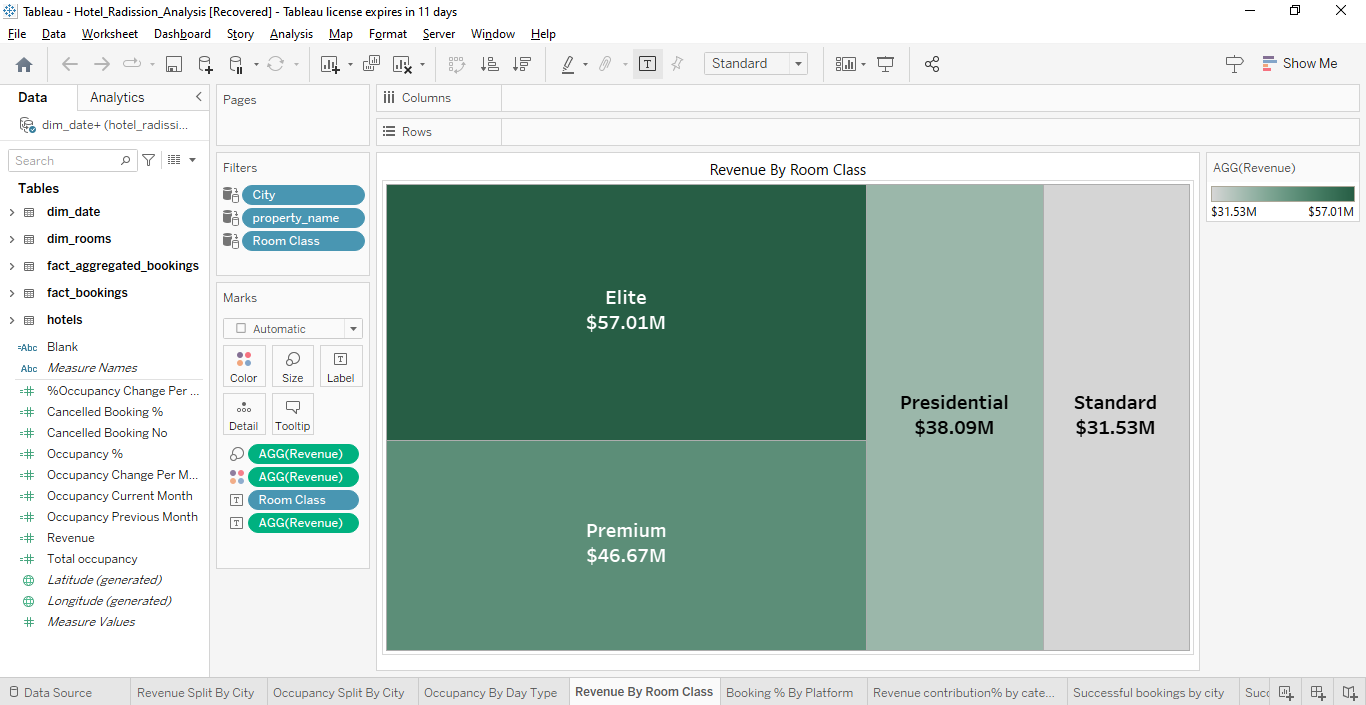 Tableau - Hotel_Radission_Analysis [Recovered] - Tableau license expires in 11 days
File Data Worksheet Dashboard Story Analysis Map Format Server Window Help
Standard
Show Me
Data Analytics
dim_date+ (hotel_radissi...
Search
Tables
dim_date
dim_rooms
fact_aggregated_bookings
fact_bookings
hotels
=Abc Blank
Abc Measure Names
%Occupancy Change Per ...
Cancelled Booking %
Cancelled Booking No
Occupancy %
Occupancy Change Per M...
Occupancy Current Month
Occupancy Previous Month
Revenue
Total occupancy
Latitude (generated)
Longitude (generated)
Measure Values
Pages
Filters
City
property_name
Room Class
Marks
Automatic
Color Size Label
Detail Tooltip
AGG(Revenue)
AGG(Revenue)
Room Class
AGG(Revenue)
Columns
Rows
Revenue By Room Class
Elite
$57.01M
Premium
$46.67M
Presidential
$38.09M
Standard
$31.53M
AGG(Revenue)
$31.53M $57.01M
Data Source Revenue Split By City Occupancy Split By City Occupancy By Day Type Revenue By Room Class Booking % By Platform Revenue contribution% by cate... Successful bookings by city Succ